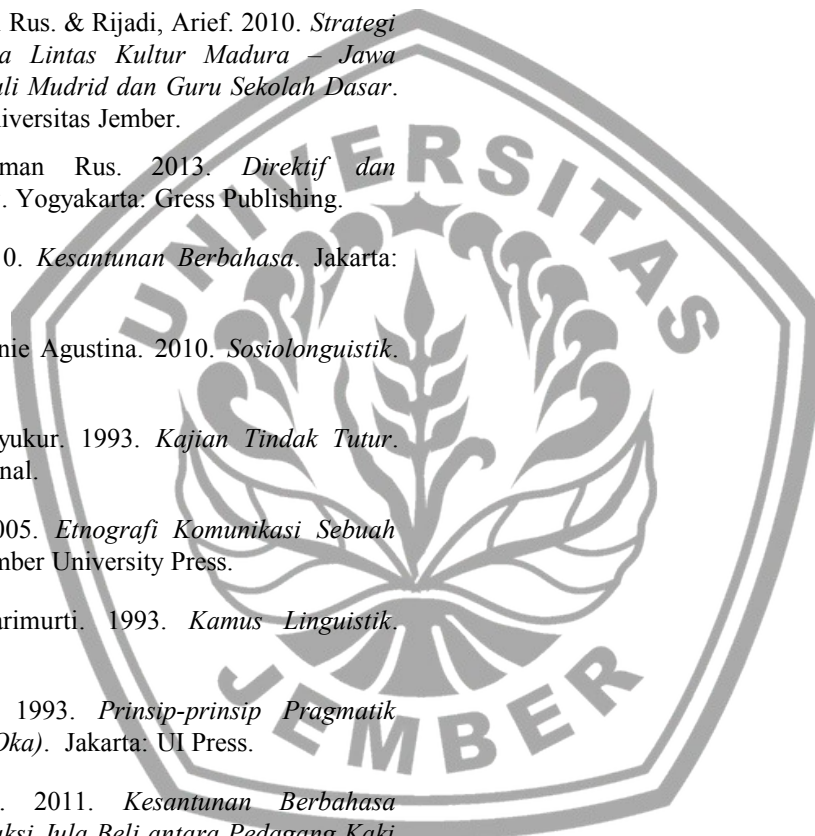 Rus. & Rijadi, Arief. 2010. Strategi
a Lintas Kultur Madura – Jawa
uli Mudrid dan Guru Sekolah Dasar.
niversitas Jember.
man Rus. 2013. Direktif dan
. Yogyakarta: Gress Publishing.
0. Kesantunan Berbahasa. Jakarta:
nie Agustina. 2010. Sosiolonguistik.
yukur. 1993. Kajian Tindak Tutur.
nal.
005. Etnografi Komunikasi Sebuah
mber University Press.
arimurti. 1993. Kamus Linguistik.
1993. Prinsip-prinsip Pragmatik
Oka). Jakarta: UI Press.
. 2011. Kesantunan Berbahasa
aksi Jula Beli antara Pedagang Kaki
UNIVERSITAS
JEMBER